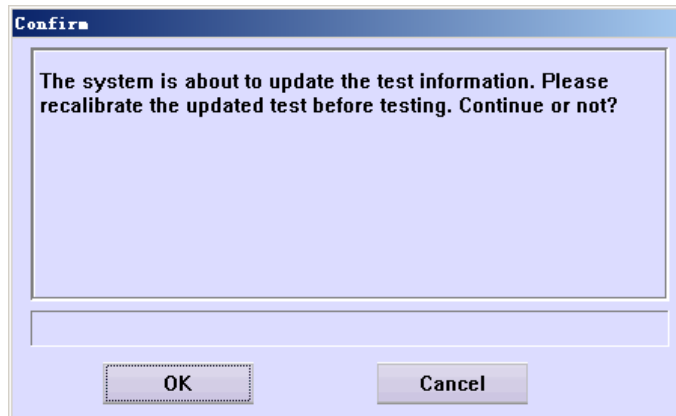 Confirm
The system is about to update the test information. Please
recalibrate the updated test before testing. Continue or not?
OK
Cancel